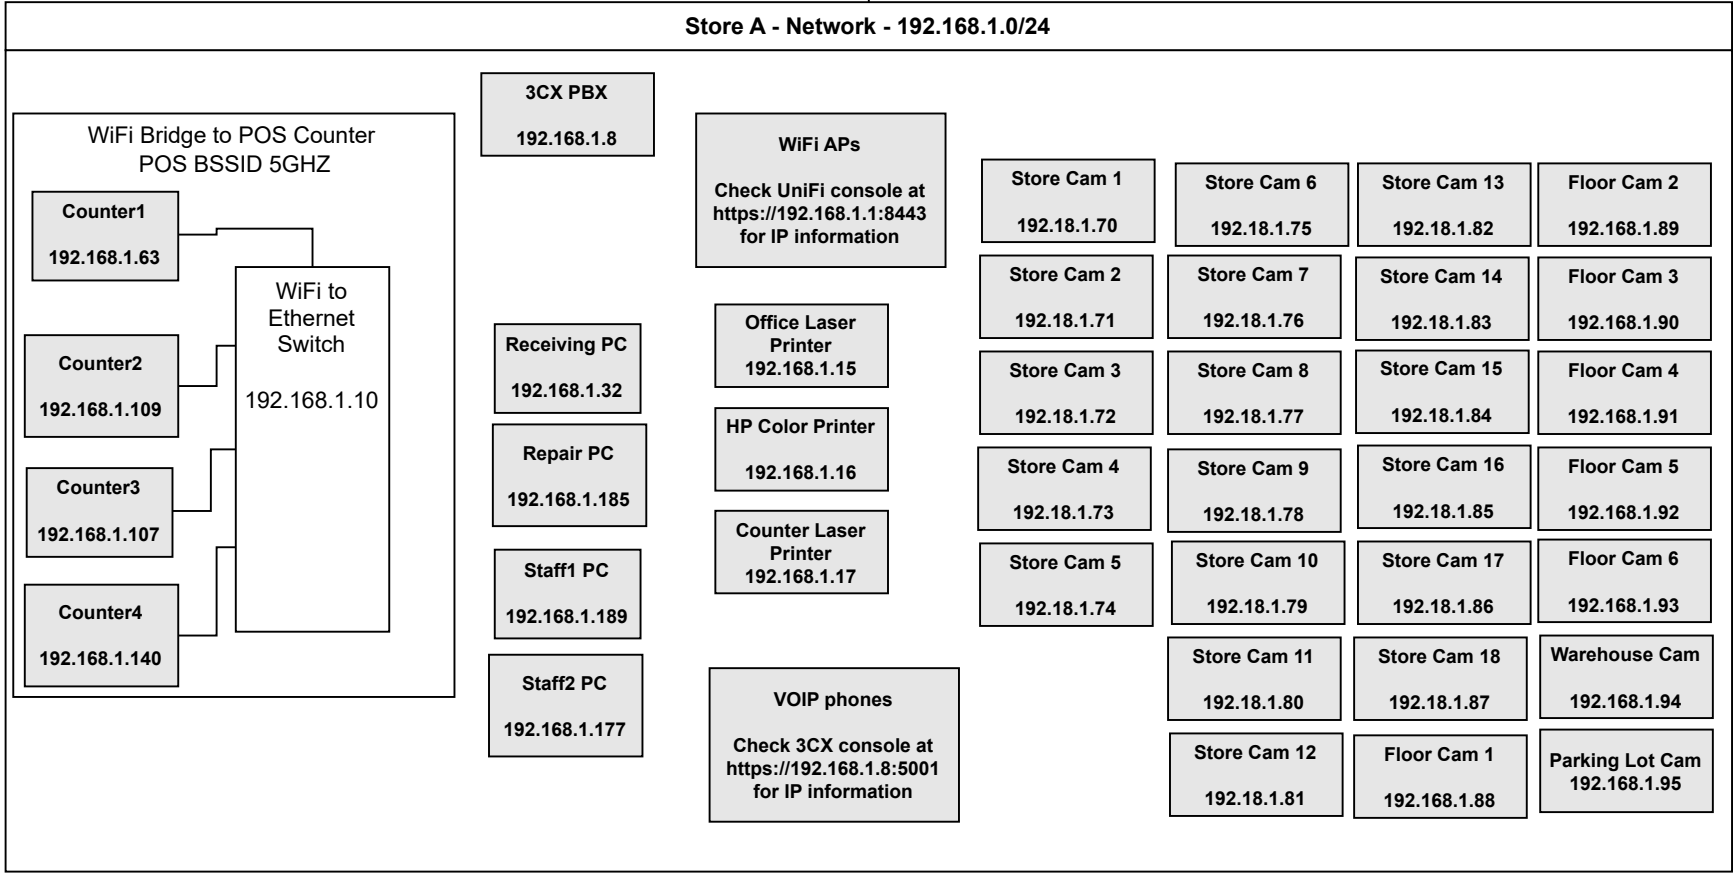 Store A - Network - 192.168.1.0/24
WiFi Bridge to POS Counter
POS BSSID 5GHZ
Counter1
192.168.1.63
Counter2
192.168.1.109
Counter3
192.168.1.107
Counter4
192.168.1.140
WiFi to
Ethernet
Switch
192.168.1.10
3CX PBX
192.168.1.8
Receiving PC
192.168.1.32
Repair PC
192.168.1.185
Staff1 PC
192.168.1.189
Staff2 PC
192.168.1.177
WiFi APs
Check UniFi console at
https://192.168.1.1:8443
for IP information
Office Laser
Printer
192.168.1.15
HP Color Printer
192.168.1.16
Counter Laser
Printer
192.168.1.17
VOIP phones
Check 3CX console at
https://192.168.1.8:5001
for IP information
Store Cam 1
192.18.1.70
Store Cam 2
192.18.1.71
Store Cam 3
192.18.1.72
Store Cam 4
192.18.1.73
Store Cam 5
192.18.1.74
Store Cam 6
192.18.1.75
Store Cam 7
192.18.1.76
Store Cam 8
192.18.1.77
Store Cam 9
192.18.1.78
Store Cam 10
192.18.1.79
Store Cam 11
192.18.1.80
Store Cam 12
192.18.1.81
Store Cam 13
192.18.1.82
Store Cam 14
192.18.1.83
Store Cam 15
192.18.1.84
Store Cam 16
192.18.1.85
Store Cam 17
192.18.1.86
Store Cam 18
192.18.1.87
Floor Cam 1
192.168.1.88
Floor Cam 2
192.168.1.89
Floor Cam 3
192.168.1.90
Floor Cam 4
192.168.1.91
Floor Cam 5
192.168.1.92
Floor Cam 6
192.168.1.93
Warehouse Cam
192.168.1.94
Parking Lot Cam
192.168.1.95